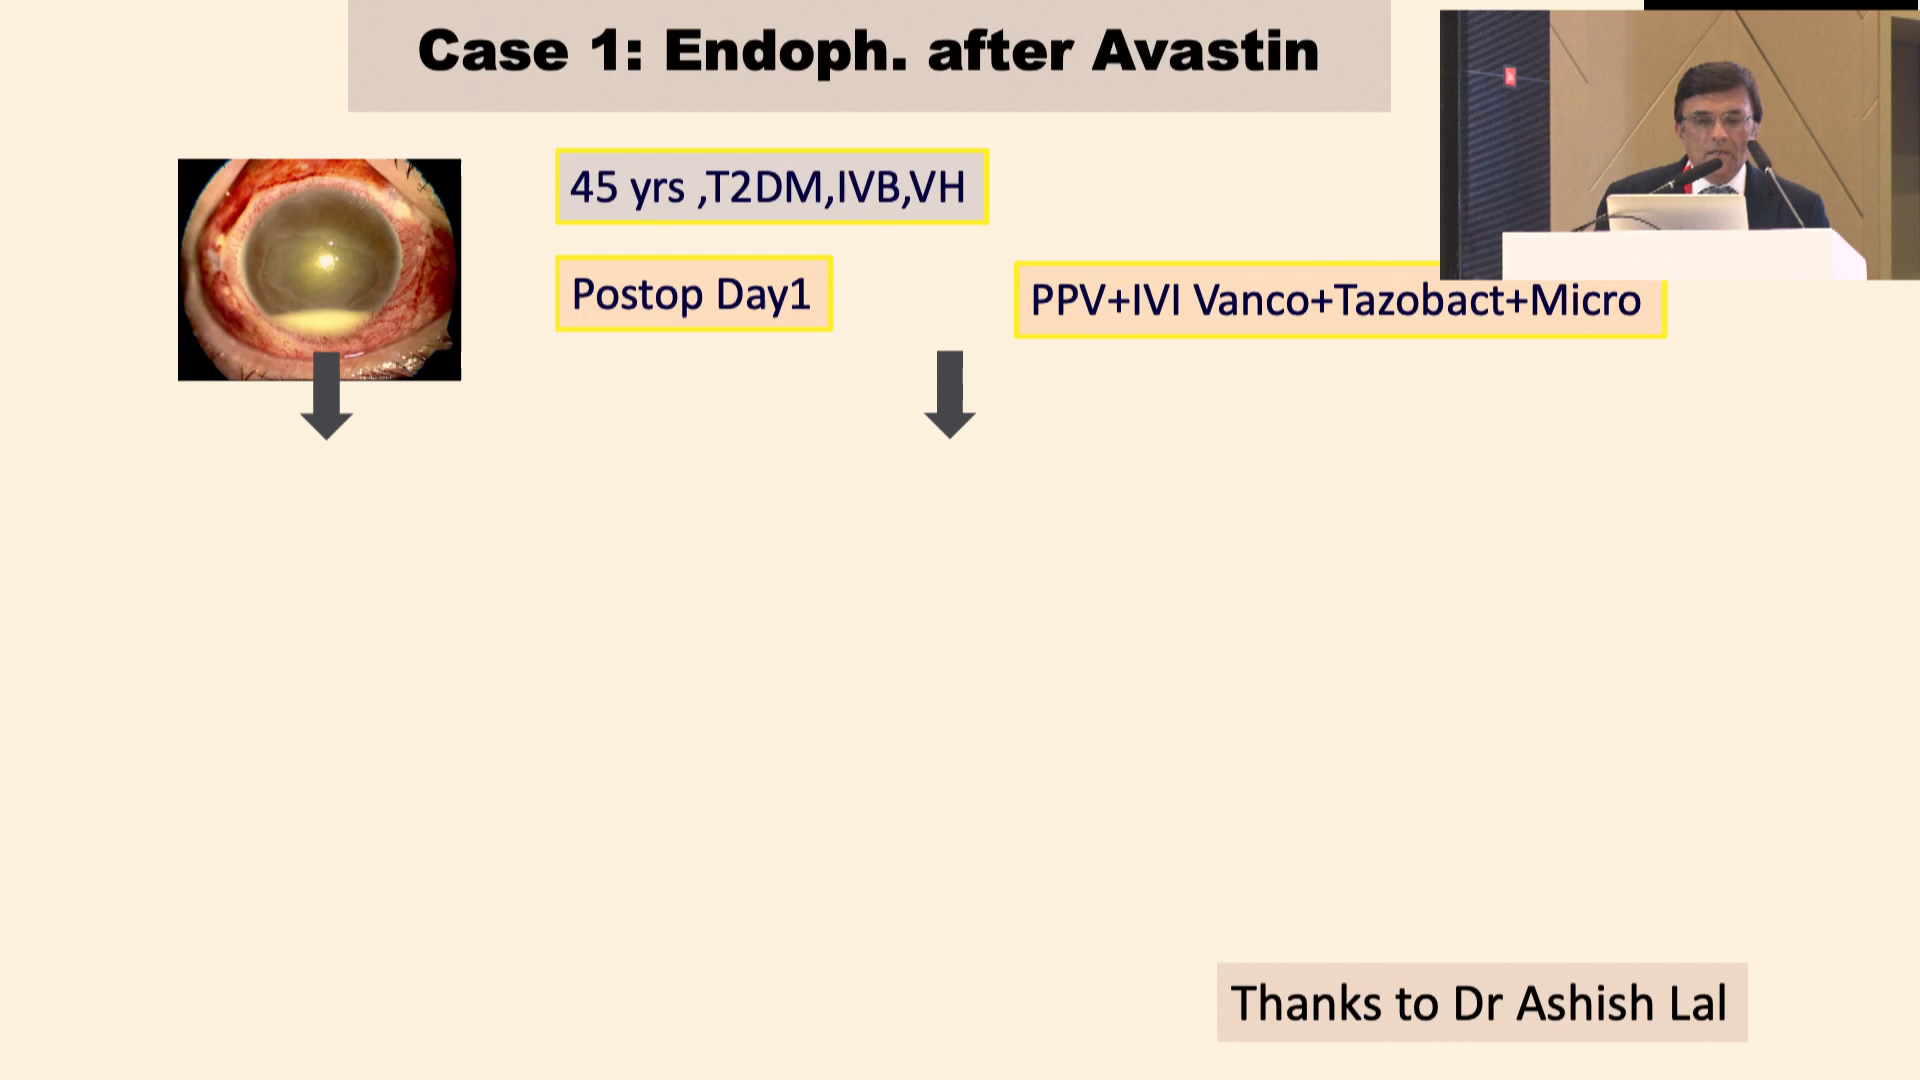 Case 1: Endoph. after Avastin
45 yrs ,T2DM,IVB,VH
Postop Day1
PPV+IVI Vanco+Tazobact+Micro
Thanks to Dr Ashish Lal